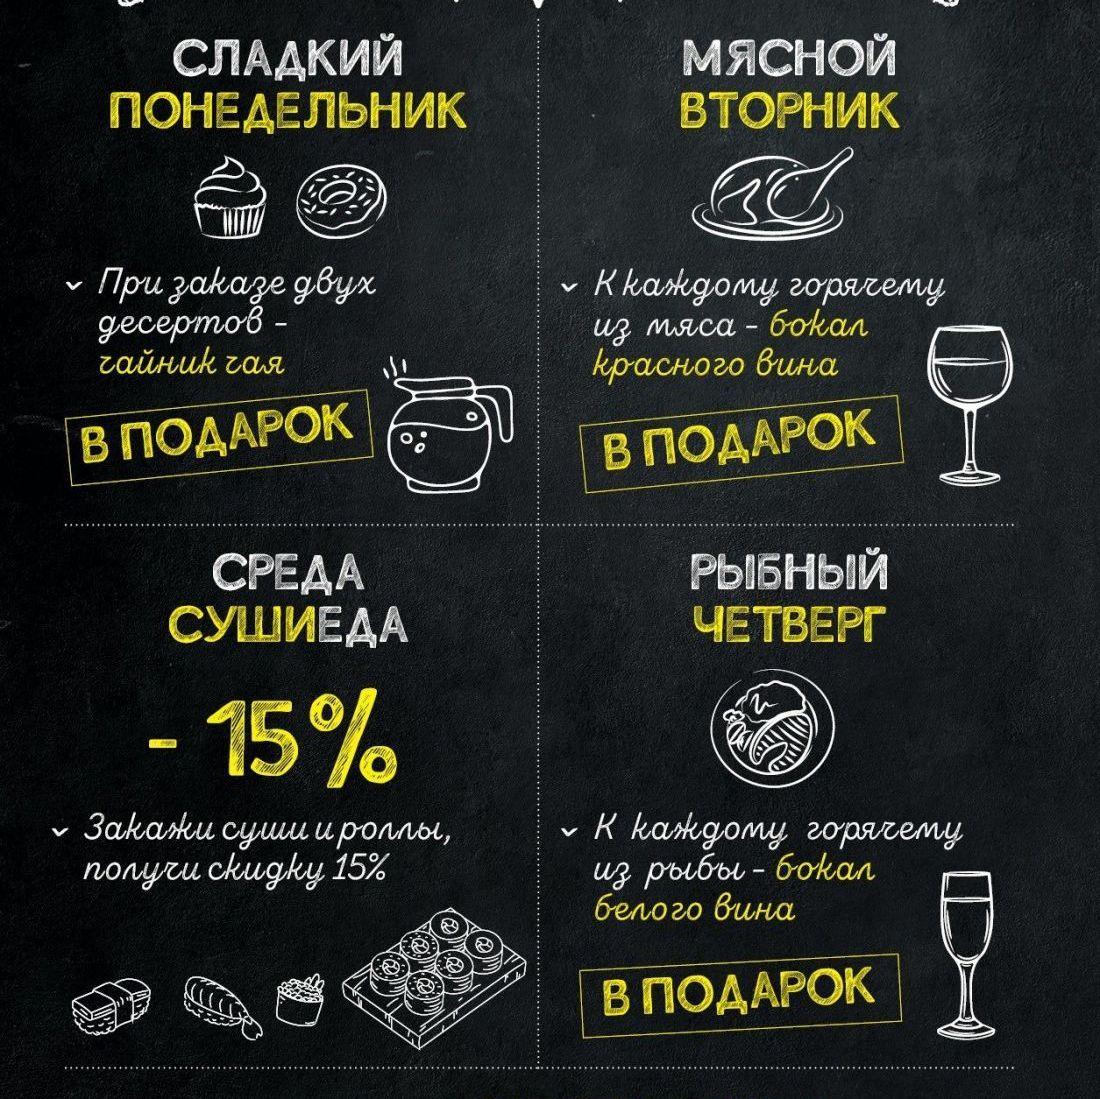 СЛАДКИЙ
ПОНЕДЕЛЬНИК
При заказе двух
десертов -
чайник чая
В ПОДАРОК
МЯСНОЙ
ВТОРНИК
К каждому горячему
из мяса - бокал
красного вина
В ПОДАРОК
СРЕДА
СУШИЕДА
- 15%
Закажи суши и роллы,
получи скидку 15%
РЫБНЫЙ
ЧЕТВЕРГ
К каждому горячему
из рыбы - бокал
белого вина
В ПОДАРОК